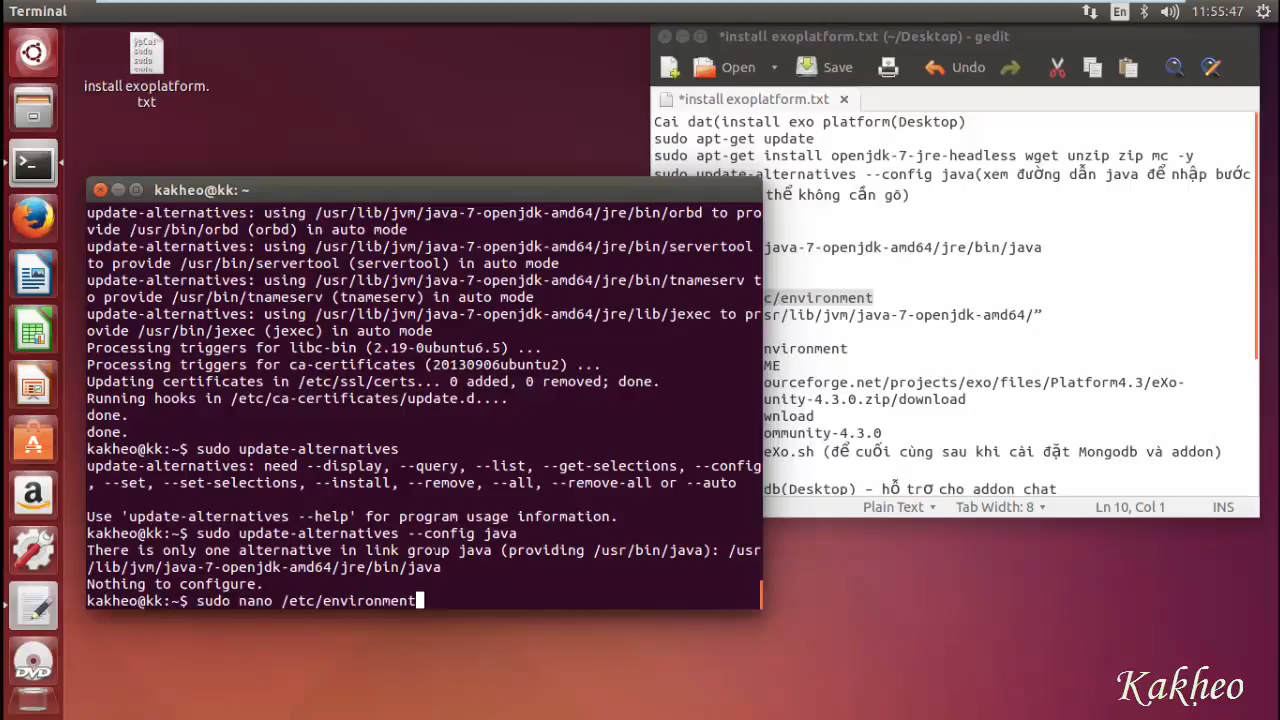 Terminal
En
11:55:47
install exoplatform.
txt
*install exoplatform.txt (~/Desktop) - gedit
Open
Save
Undo
*install exoplatform.txt
Cai dat(install exo platform(Desktop)
sudo apt-get update
sudo apt-get install openjdk-7-jre-headless wget unzip zip mc -y
sudo update-alternatives --config java(xem đường dẫn java để nhập bước
thể không cần gõ)
java-7-openjdk-amd64/jre/bin/java
c/environment
sr/lib/jvm/java-7-openjdk-amd64/”
nvironment
ME
ourceforge.net/projects/exo/files/Platform4.3/eXo-
unity-4.3.0.zip/download
wnload
ommunity-4.3.0
eXo.sh (để cuối cùng sau khi cài đặt Mongodb và addon)
db(Desktop) – hỗ trợ cho addon chat
Plain Text
Tab Width: 8
Ln 10, Col 1
INS
kakheo@kk: ~
update-alternatives: using /usr/lib/jvm/java-7-openjdk-amd64/jre/bin/orbd to pro
vide /usr/bin/orbd (orbd) in auto mode
update-alternatives: using /usr/lib/jvm/java-7-openjdk-amd64/jre/bin/servertool
to provide /usr/bin/servertool (servertool) in auto mode
update-alternatives: using /usr/lib/jvm/java-7-openjdk-amd64/jre/bin/tnameserv t
o provide /usr/bin/tnameserv (tnameserv) in auto mode
update-alternatives: using /usr/lib/jvm/java-7-openjdk-amd64/jre/lib/jexec to pr
ovide /usr/bin/jexec (jexec) in auto mode
Processing triggers for libc-bin (2.19-0ubuntu6.5) ...
Processing triggers for ca-certificates (20130906ubuntu2) ...
Updating certificates in /etc/ssl/certs... 0 added, 0 removed; done.
Running hooks in /etc/ca-certificates/update.d....
done.
done.
kakheo@kk:~$ sudo update-alternatives
update-alternatives: need --display, --query, --list, --get-selections, --config
, --set, --set-selections, --install, --remove, --all, --remove-all or --auto
Use 'update-alternatives --help' for program usage information.
kakheo@kk:~$ sudo update-alternatives --config java
There is only one alternative in link group java (providing /usr/bin/java): /usr
/lib/jvm/java-7-openjdk-amd64/jre/bin/java
Nothing to configure.
kakheo@kk:~$ sudo nano /etc/environment
DVD
Kakheo